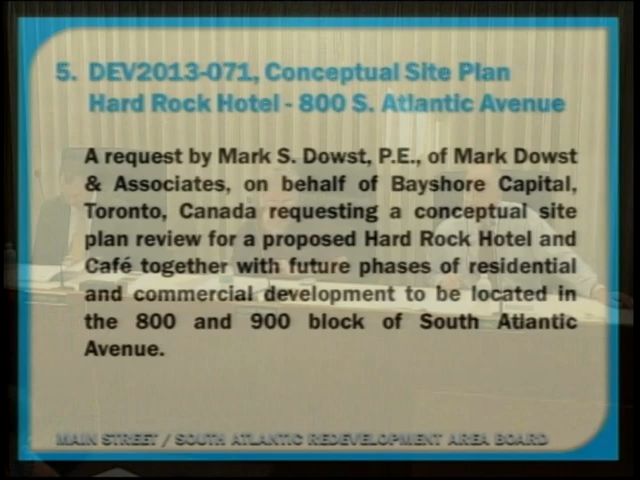 5. DEV2013-071, Conceptual Site Plan
Hard Rock Hotel - 800 S. Atlantic Avenue
A request by Mark S. Dowst, P.E., of Mark Dowst
& Associates, on behalf of Bayshore Capital,
Toronto, Canada requesting a conceptual site
plan review for a proposed Hard Rock Hotel and
Café together with future phases of residential
and commercial development to be located in
the 800 and 900 block of South Atlantic
Avenue.
MAIN STREET / SOUTH ATLANTIC REDEVELOPMENT AREA BOARD